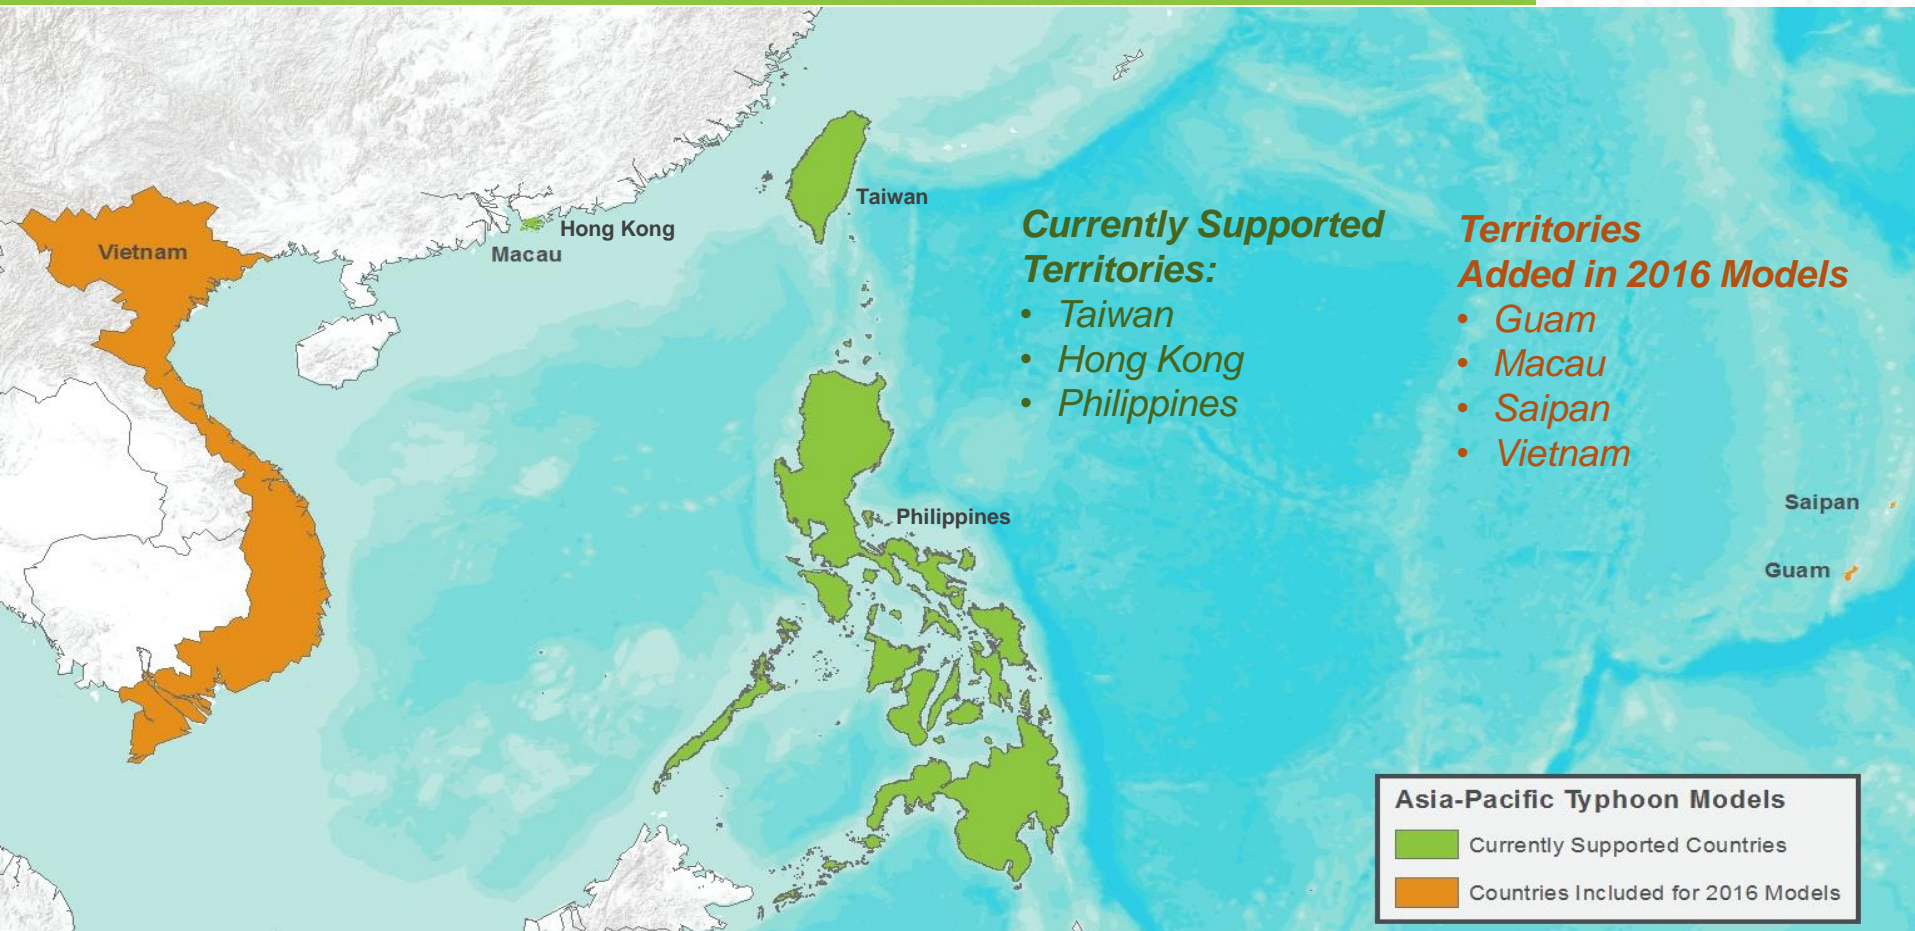 Taiwan
Hong Kong
Macau
Vietnam
Currently Supported
Territories:
• Taiwan
• Hong Kong
• Philippines
Territories
Added in 2016 Models
• Guam
• Macau
• Saipan
• Vietnam
Saipan
Philippines
Guam
Asia-Pacific Typhoon Models
Currently Supported Countries
Countries Included for 2016 Models